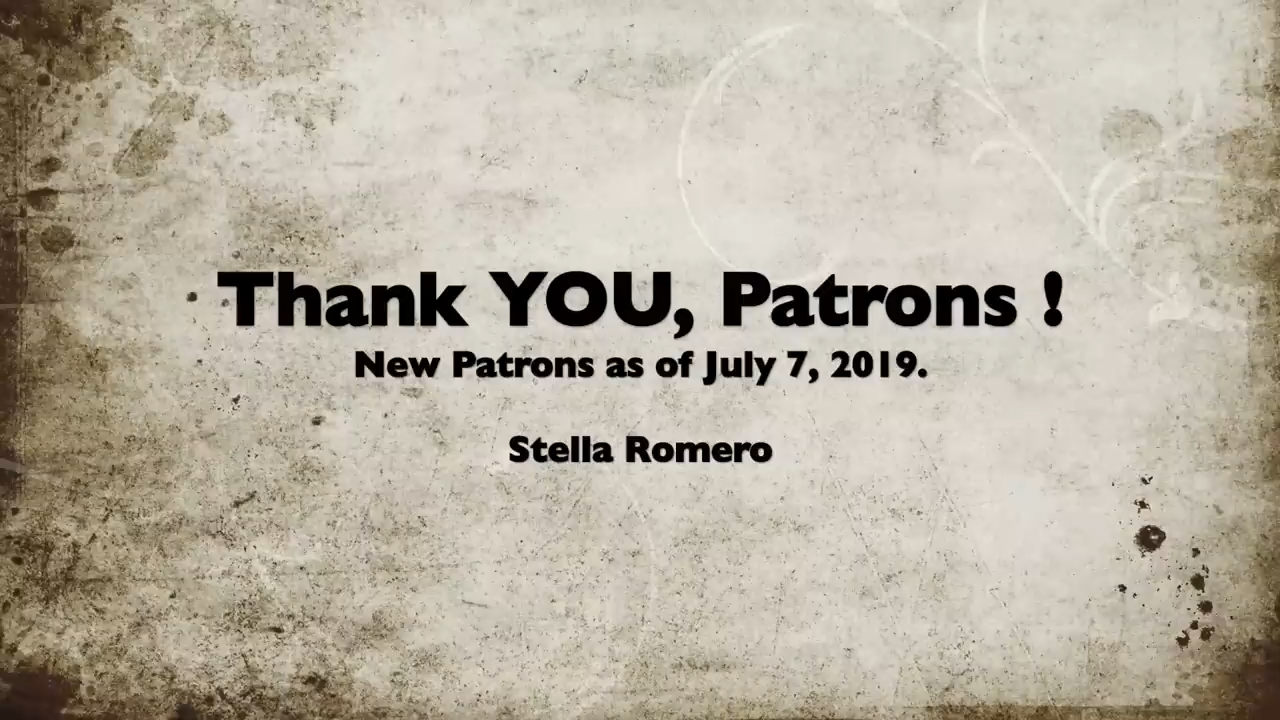 Thank YOU, Patrons !
New Patrons as of July 7, 2019.
Stella Romero